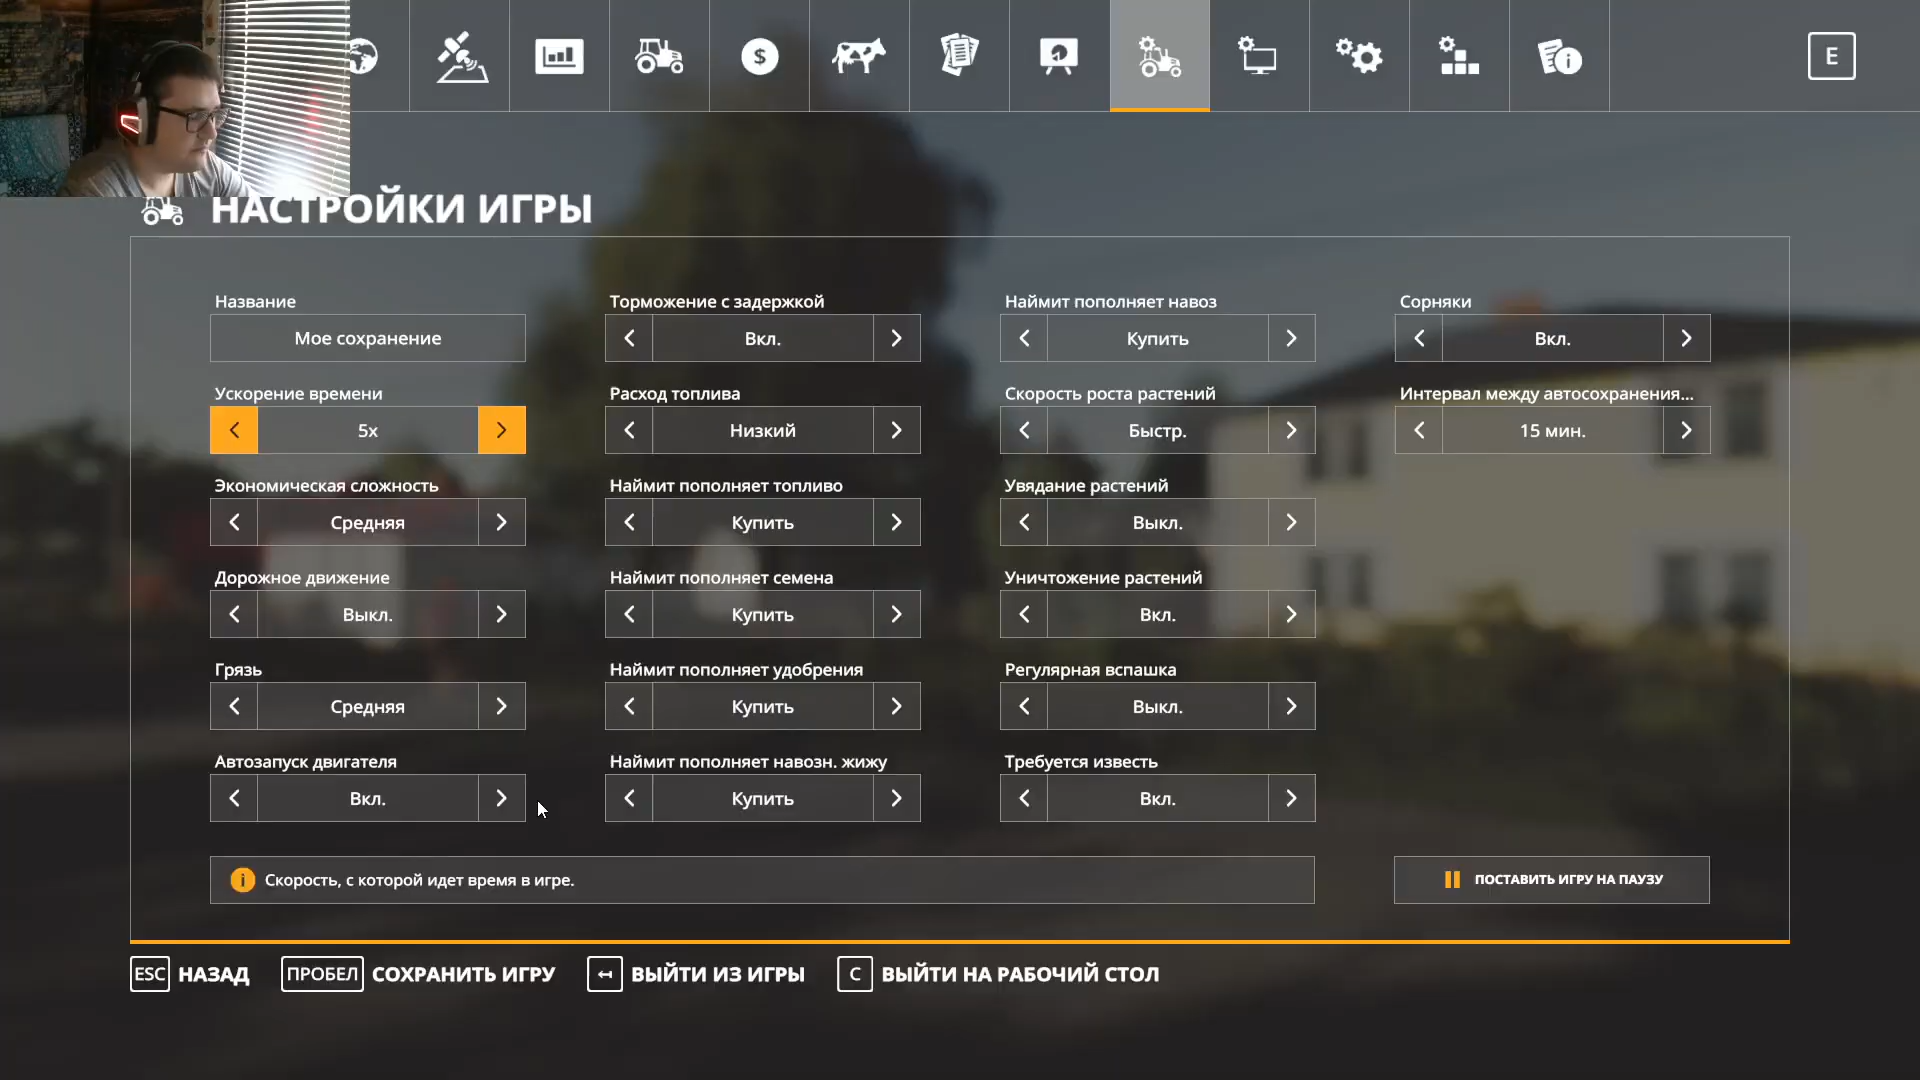 E
НАСТРОЙКИ ИГРЫ
Название
Мое сохранение
Ускорение времени
5x
Экономическая сложность
Средняя
Дорожное движение
Выкл.
Грязь
Средняя
Автозапуск двигателя
Вкл.
Торможение с задержкой
Вкл.
Расход топлива
Низкий
Наймит пополняет топливо
Купить
Наймит пополняет семена
Купить
Наймит пополняет удобрения
Купить
Наймит пополняет навозн. жижу
Купить
Наймит пополняет навоз
Купить
Скорость роста растений
Быстр.
Увядание растений
Выкл.
Уничтожение растений
Вкл.
Регулярная вспашка
Выкл.
Требуется известь
Вкл.
Сорняки
Вкл.
Интервал между автосохранения...
15 мин.
Скорость, с которой идет время в игре.
ПОСТАВИТЬ ИГРУ НА ПАУЗУ
ESC НАЗАД ПРОБЕЛ СОХРАНИТЬ ИГРУ ВЫЙТИ ИЗ ИГРЫ C ВЫЙТИ НА РАБОЧИЙ СТОЛ